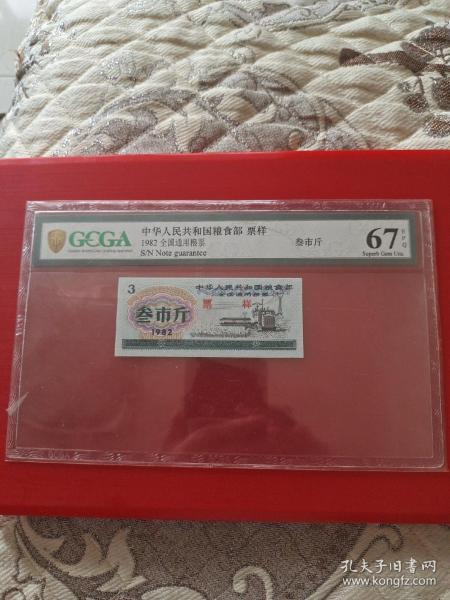 GCGA
中华人民共和国粮食部 票样
1982 全国通用粮票
S/N Note guarantee
叁市斤
67 EPQ
Superb Gem Unc
3
中华人民共和国粮食部
全国通用粮票
票 样
叁市斤
1982
孔夫子旧书网
www.kongfz.com